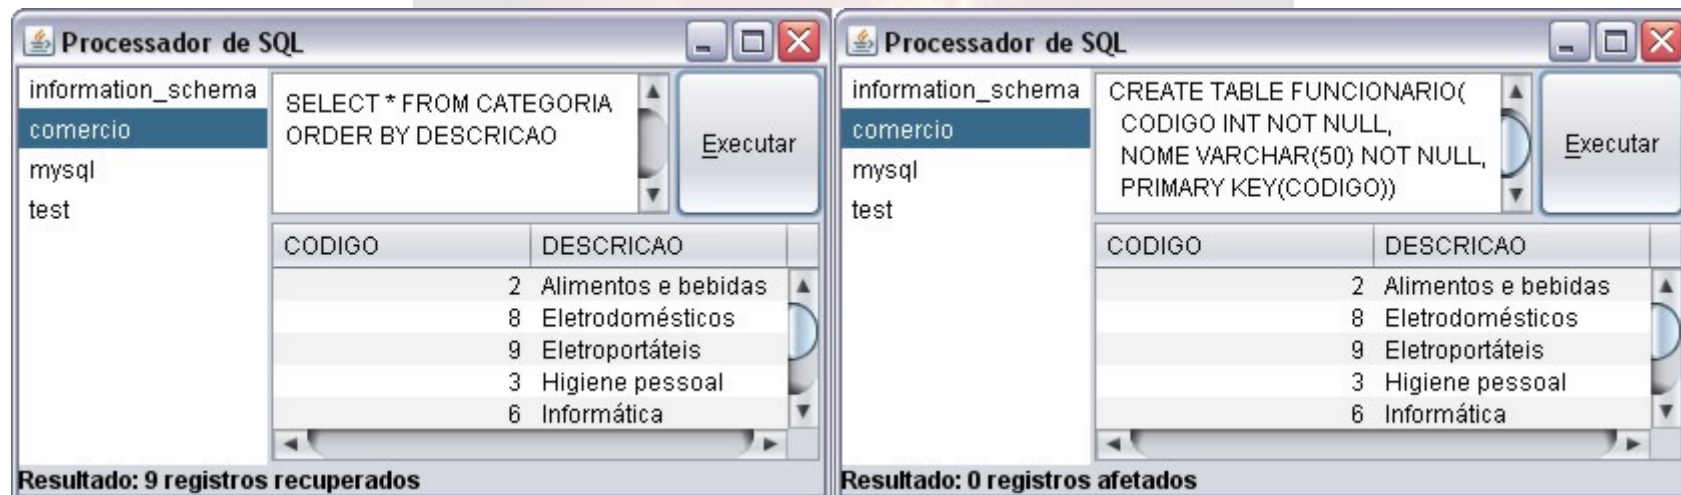 Processador de SQL
information_schema
comercio
mysql
test
SELECT * FROM CATEGORIA
ORDER BY DESCRICAO
Executar
CODIGO DESCRICAO
2 Alimentos e bebidas
8 Eletrodomésticos
9 Eletroportáteis
3 Higiene pessoal
6 Informática
Resultado: 9 registros recuperados
Processador de SQL
information_schema
comercio
mysql
test
CREATE TABLE FUNCIONARIO(
CODIGO INT NOT NULL,
NOME VARCHAR(50) NOT NULL,
PRIMARY KEY(CODIGO))
Executar
CODIGO DESCRICAO
2 Alimentos e bebidas
8 Eletrodomésticos
9 Eletroportáteis
3 Higiene pessoal
6 Informática
Resultado: 0 registros afetados